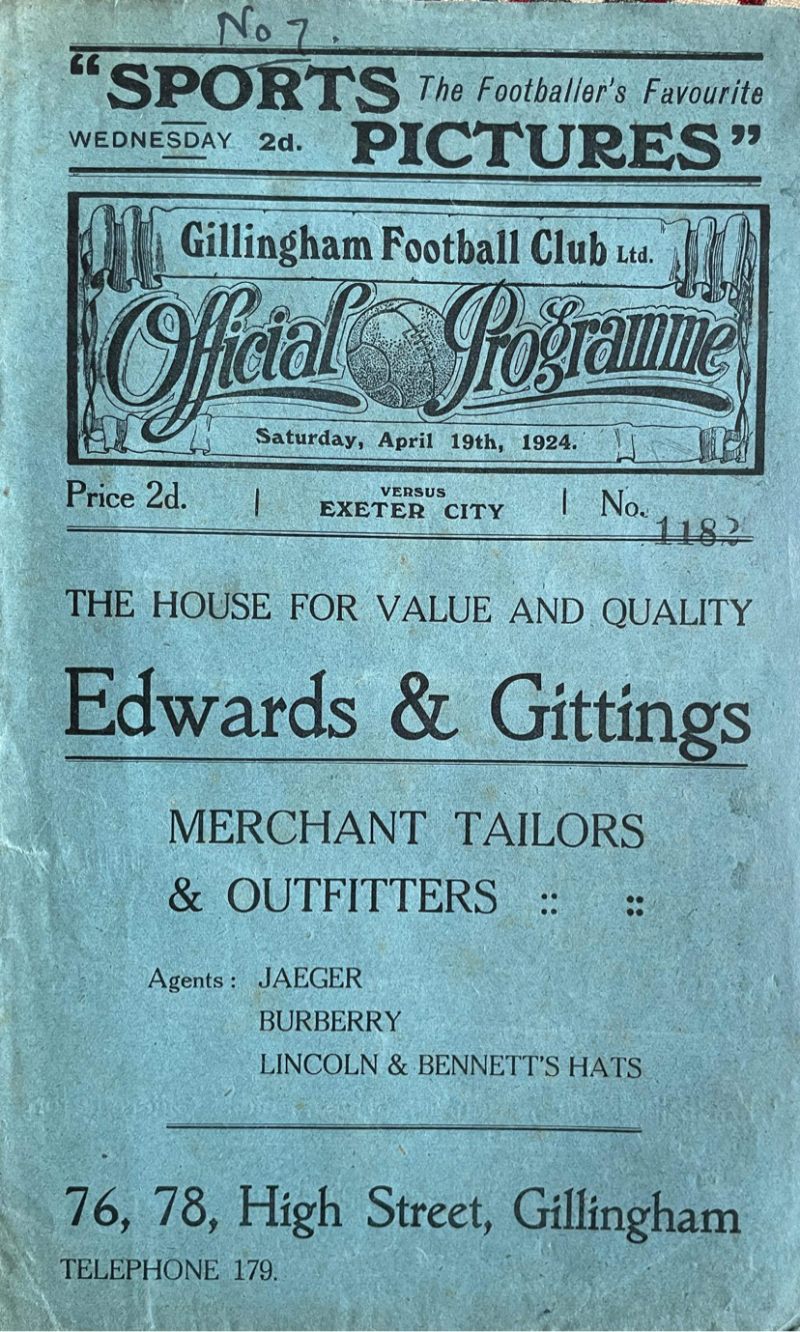 No 7.
"SPORTS The Footballer's Favourite
WEDNESDAY 2d. PICTURES"
Gillingham Football Club Ltd.
Official Programme
Saturday, April 19th, 1924.
Price 2d. | VERSUS EXETER CITY | No. 1182
THE HOUSE FOR VALUE AND QUALITY
Edwards & Gittings
MERCHANT TAILORS
& OUTFITTERS :: ::
Agents : JAEGER
BURBERRY
LINCOLN & BENNETT'S HATS
76, 78, High Street, Gillingham
TELEPHONE 179.